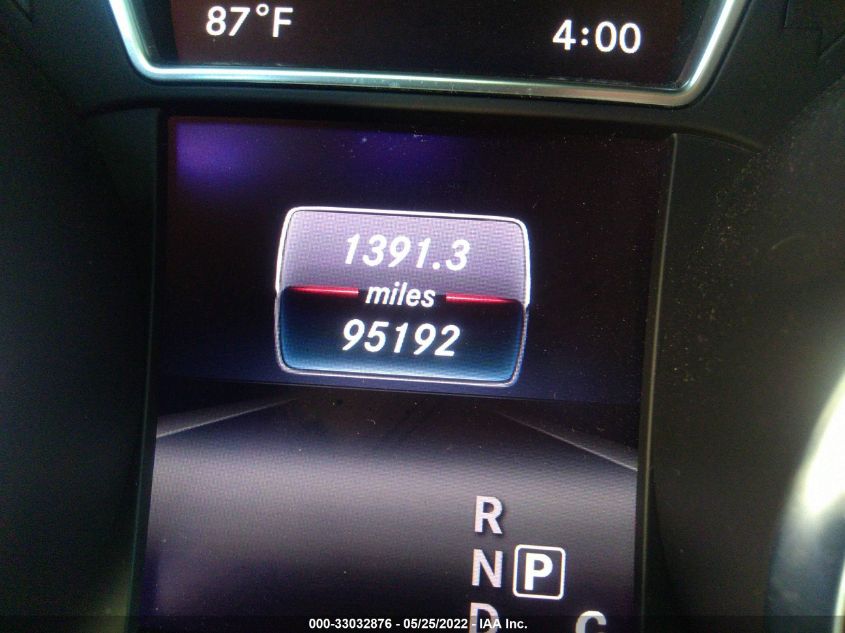 87°F 4:00
1391.3
miles
95192
R
N P
D C
000-33032876 - 05/25/2022 - IAA Inc.